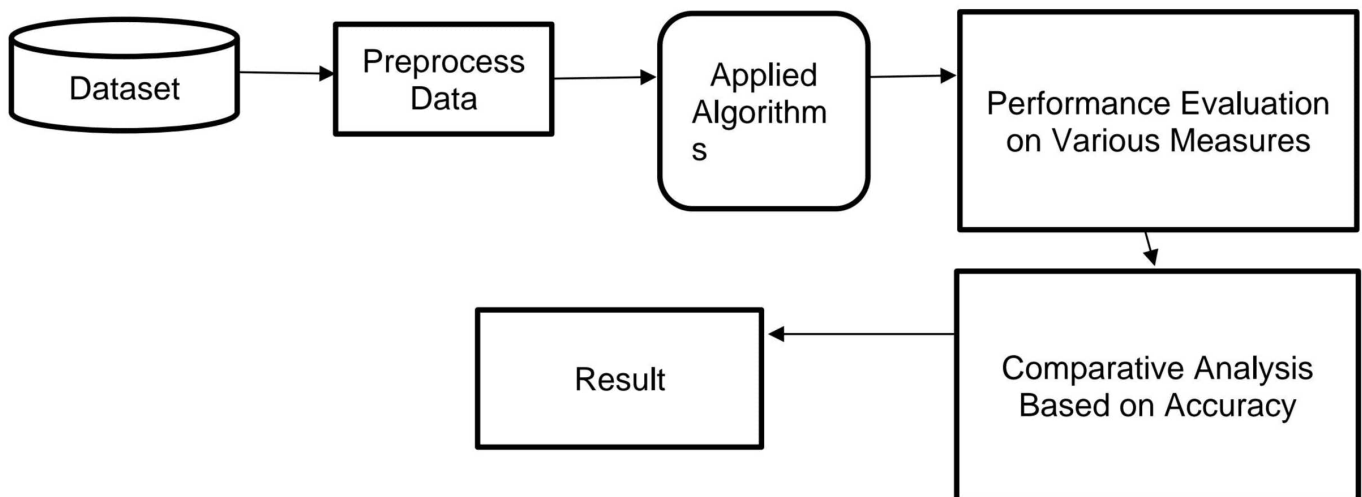 Dataset
Preprocess
Data
Applied
Algorithm
s
Performance Evaluation
on Various Measures
Comparative Analysis
Based on Accuracy
Result